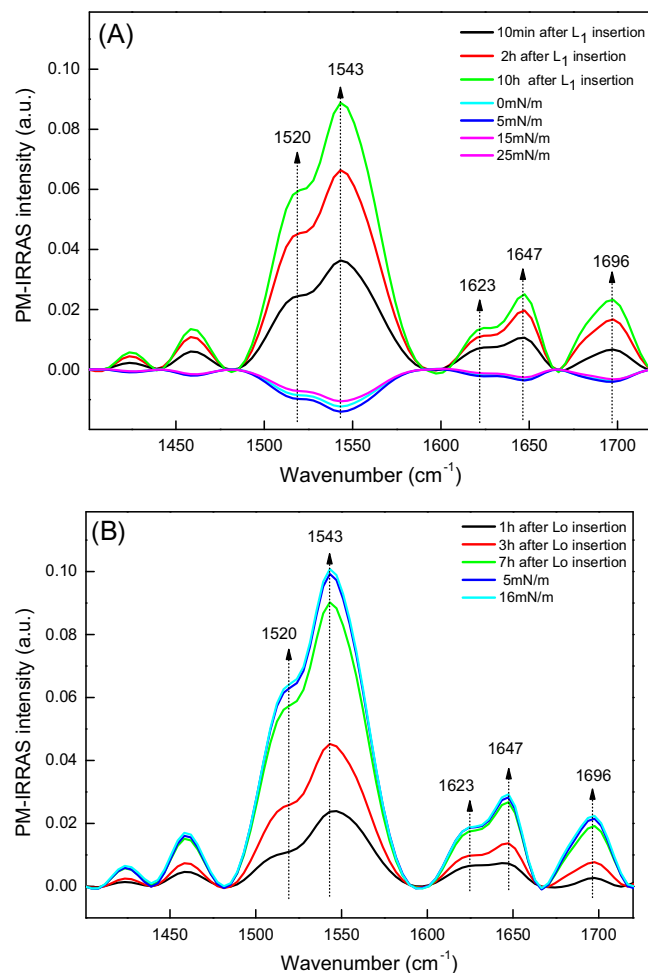 (A)
10min after L₁ insertion
2h after L₁ insertion
10h after L₁ insertion
0mN/m
5mN/m
15mN/m
25mN/m
1543
1520
1623
1647
1696
PM-IRRAS intensity (a.u.)
0.10
0.08
0.06
0.04
0.02
0.00
1450
1500
1550
1600
1650
1700
Wavenumber (cm⁻¹)
(B)
1h after Lo insertion
3h after Lo insertion
7h after Lo insertion
5mN/m
16mN/m
1543
1520
1623
1647
1696
PM-IRRAS intensity (a.u.)
0.10
0.08
0.06
0.04
0.02
0.00
1450
1500
1550
1600
1650
1700
Wavenumber (cm⁻¹)